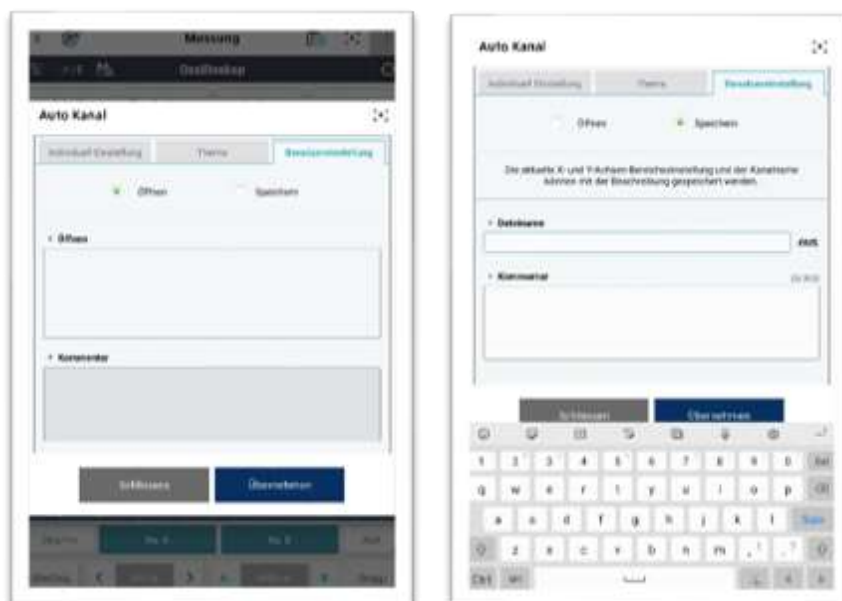 Messung
Oszilloskop
Auto Kanal
Individuell Einstellung
Thema
Benutzereinstellung
Öffnen
Speichern
Öffnen
Kommentar
Schliessen
Übernehmen
Auto Kanal
Individuell Einstellung
Thema
Benutzereinstellung
Öffnen
Speichern
Die aktuelle X- und Y-Achsen-Bereichseinstellung und der Kanalname
können mit der Beschreibung gespeichert werden.
Dateiname
Kommentar
Schliessen
Übernehmen
1 2 3 4 5 6 7 8 9 0
q w e r t y u i o p
a s d f g h j k l
z x c v b n m , . ?
Ctrl